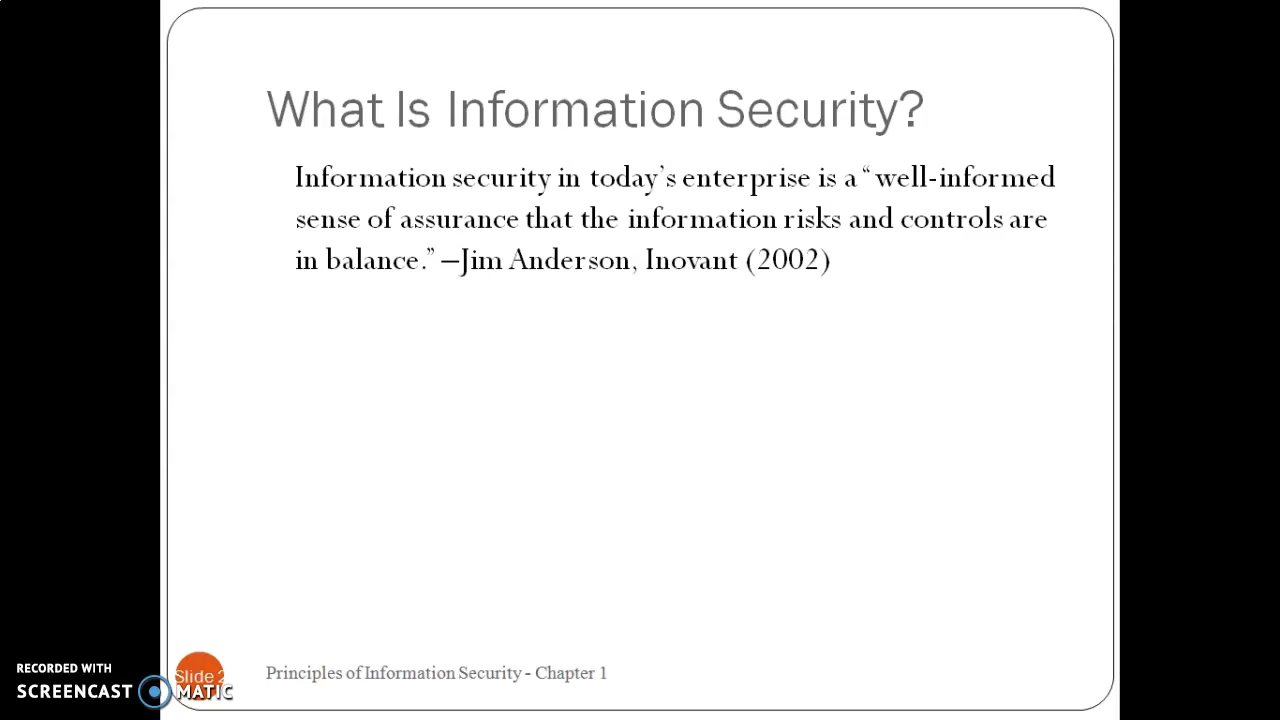 What Is Information Security?
Information security in today’s enterprise is a “ well-informed
sense of assurance that the information risks and controls are
in balance.” –Jim Anderson, Inovant (2002)
Slide 2
Principles of Information Security - Chapter 1
RECORDED WITH
SCREENCAST MATIC